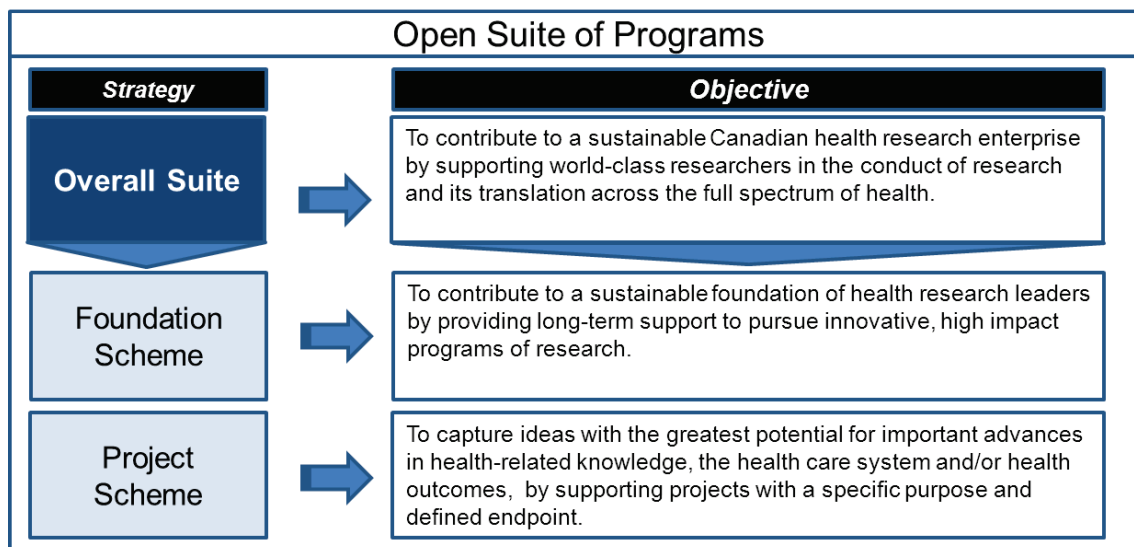 Open Suite of Programs
Strategy
Objective
Overall Suite
To contribute to a sustainable Canadian health research enterprise
by supporting world-class researchers in the conduct of research
and its translation across the full spectrum of health.
Foundation
Scheme
To contribute to a sustainable foundation of health research leaders
by providing long-term support to pursue innovative, high impact
programs of research.
Project
Scheme
To capture ideas with the greatest potential for important advances
in health-related knowledge, the health care system and/or health
outcomes, by supporting projects with a specific purpose and
defined endpoint.